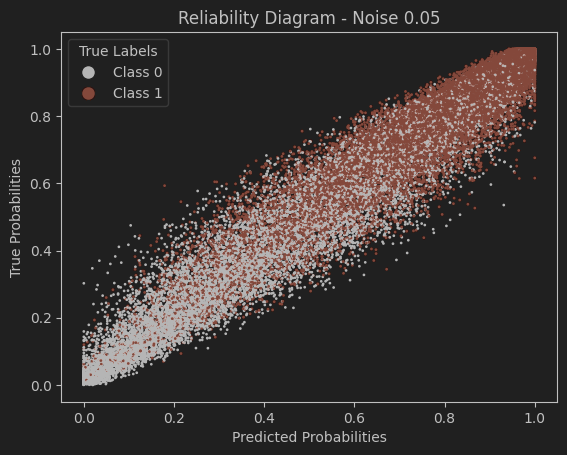 Reliability Diagram - Noise 0.05
True Labels
Class 0
Class 1
True Probabilities
1.0
0.8
0.6
0.4
0.2
0.0
0.0 0.2 0.4 0.6 0.8 1.0
Predicted Probabilities